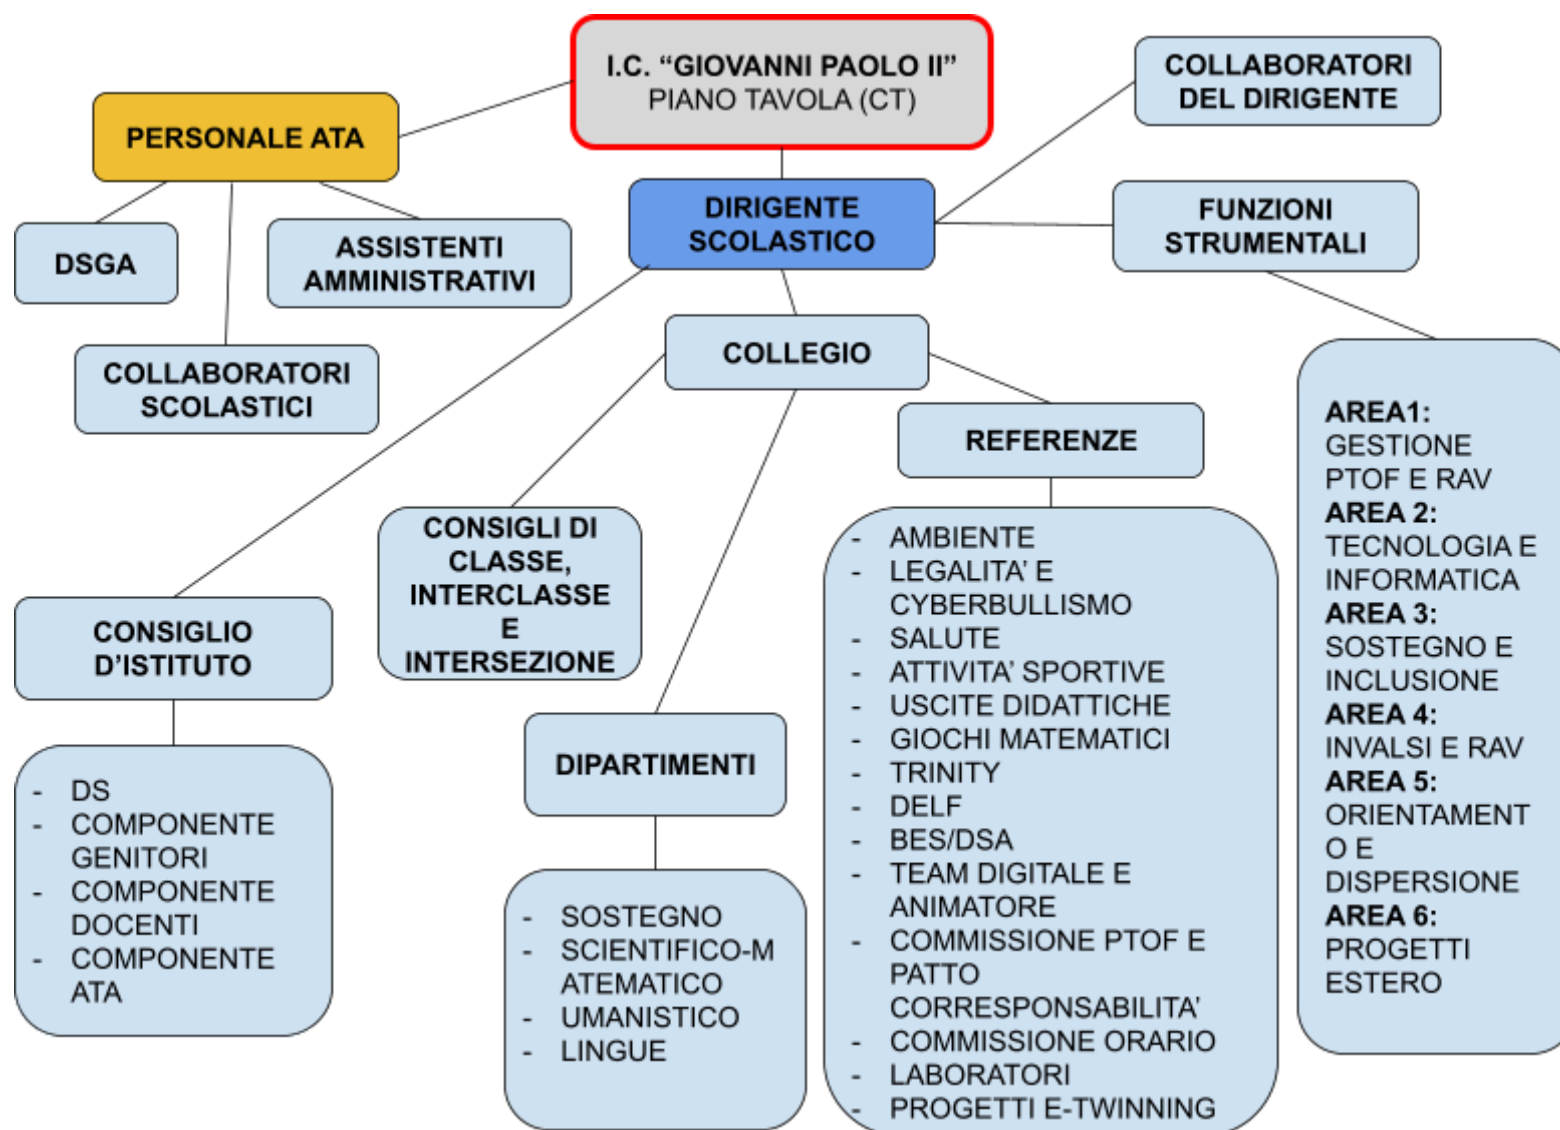 I.C. “GIOVANNI PAOLO II”
PIANO TAVOLA (CT)
COLLABORATORI
DEL DIRIGENTE
PERSONALE ATA
DIRIGENTE
SCOLASTICO
FUNZIONI
STRUMENTALI
DSGA
ASSISTENTI
AMMINISTRATIVI
COLLABORATORI
SCOLASTICI
COLLEGIO
REFERENZE
CONSIGLI DI
CLASSE,
INTERCLASSE
E
INTERSEZIONE
CONSIGLIO
D’ISTITUTO
- DS
- COMPONENTE
GENITORI
- COMPONENTE
DOCENTI
- COMPONENTE
ATA
DIPARTIMENTI
- SOSTEGNO
- SCIENTIFICO-M
ATEMATICO
- UMANISTICO
- LINGUE
- AMBIENTE
- LEGALITA’ E
CYBERBULLISMO
- SALUTE
- ATTIVITA’ SPORTIVE
- USCITE DIDATTICHE
- GIOCHI MATEMATICI
- TRINITY
- DELF
- BES/DSA
- TEAM DIGITALE E
ANIMATORE
- COMMISSIONE PTOF E
PATTO
CORRESPONSABILITA’
- COMMISSIONE ORARIO
- LABORATORI
- PROGETTI E-TWINNING
AREA1:
GESTIONE
PTOF E RAV
AREA 2:
TECNOLOGIA E
INFORMATICA
AREA 3:
SOSTEGNO E
INCLUSIONE
AREA 4:
INVALSI E RAV
AREA 5:
ORIENTAMENT
O E
DISPERSIONE
AREA 6:
PROGETTI
ESTERO